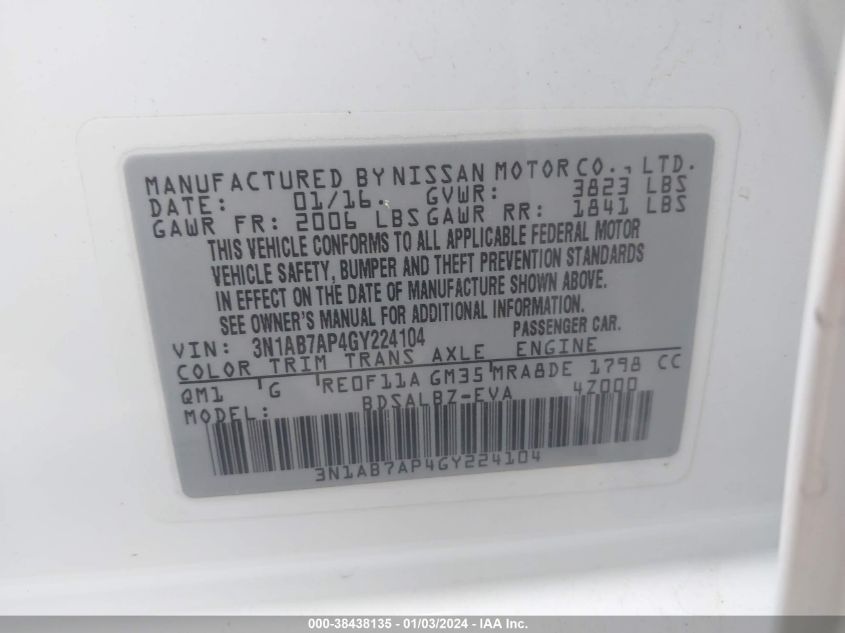 MANUFACTURED BY NISSAN MOTOR CO., LTD.
DATE: 01/16. GVWR: 3823 LBS
GAWR FR: 2006 LBS GAWR RR: 1841 LBS
THIS VEHICLE CONFORMS TO ALL APPLICABLE FEDERAL MOTOR
VEHICLE SAFETY, BUMPER AND THEFT PREVENTION STANDARDS
IN EFFECT ON THE DATE OF MANUFACTURE SHOWN ABOVE.
SEE OWNER'S MANUAL FOR ADDITIONAL INFORMATION.
VIN: 3N1AB7AP4GY224104 PASSENGER CAR.
COLOR TRIM TRANS AXLE ENGINE
QM1 G RE0F11A GM35 MRA8DE 1798 CC
MODEL: BDSALBZ-EVA 4Z000
3N1AB7AP4GY224104
000-38438135 - 01/03/2024 - IAA Inc.